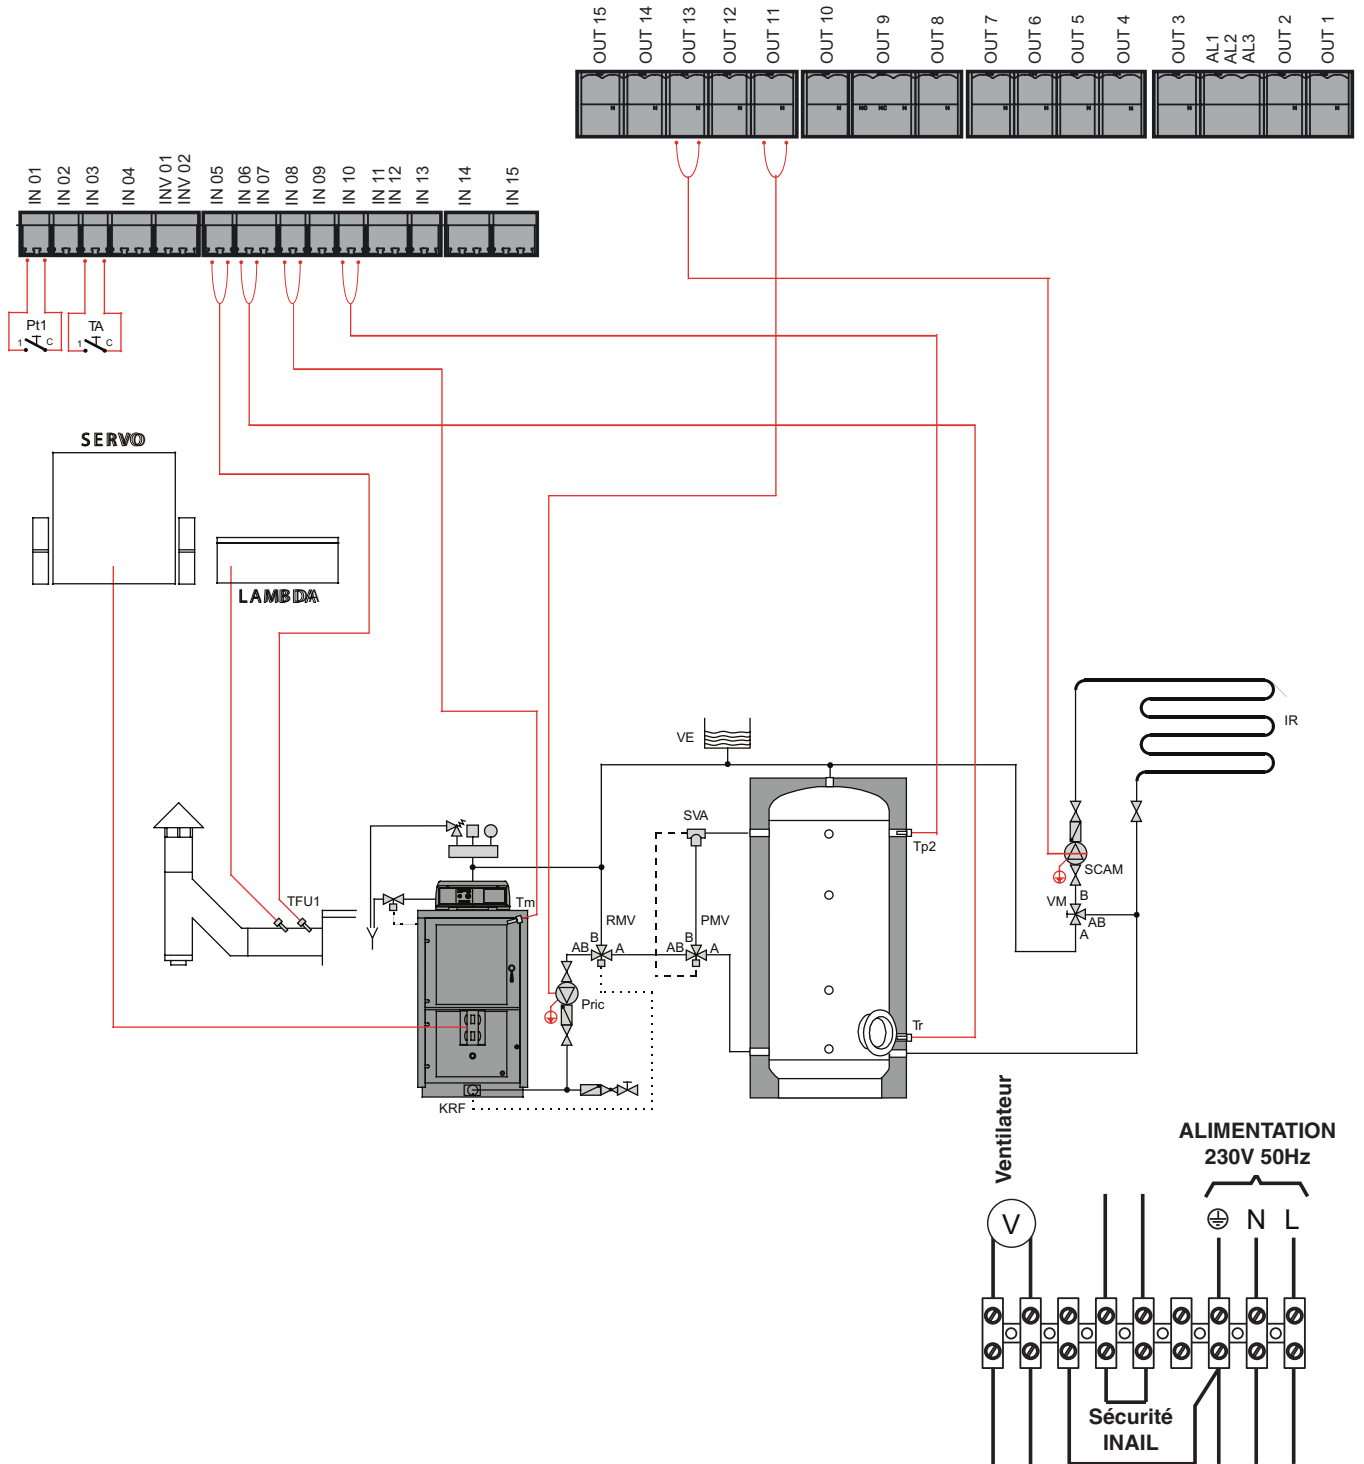 OUT 15
OUT 14
OUT 13
OUT 12
OUT 11
OUT 10
OUT 9
OUT 8
OUT 7
OUT 6
OUT 5
OUT 4
OUT 3
AL1
AL2
AL3
OUT 2
OUT 1
N
N
N
N
N
N
NO
NC
N
N
N
N
N
N
N
N
N
IN 01
IN 02
IN 03
IN 04
INV 01
INV 02
IN 05
IN 06
IN 07
IN 08
IN 09
IN 10
IN 11
IN 12
IN 13
IN 14
IN 15
Pt1
1 C
TA
1 C
SERVO
LAMBDA
IR
VE
SVA
Tp2
SCAM
TFU1
Tm
RMV
PMV
VM
B
AB
A
B
AB
A
B
AB
A
Pric
Tr
KRF
Ventilateur
ALIMENTATION
230V 50Hz
V
N
L
Sécurité
INAIL